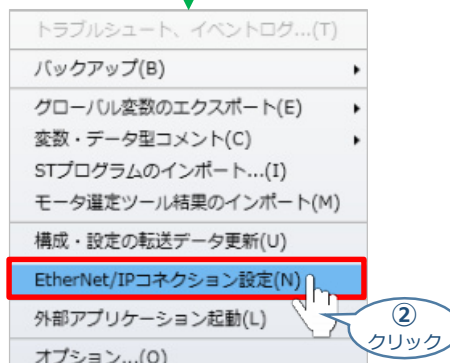 トラブルシュート、イベントログ...(T)
バックアップ(B)
グローバル変数のエクスポート(E)
変数・データ型コメント(C)
STプログラムのインポート...(I)
モータ選定ツール結果のインポート(M)
構成・設定の転送データ更新(U)
EtherNet/IPコネクション設定(N)
外部アプリケーション起動(L)
②
クリック
オプション...(O)